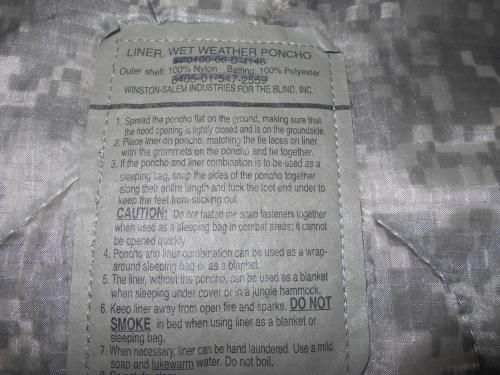 LINER, WET WEATHER PONCHO
SPO100-06-D-4146
Outer shell: 100% Nylon Batting: 100% Polyester
8405-01-547-2559
WINSTON-SALEM INDUSTRIES FOR THE BLIND, INC.
1. Spread the poncho flat on the ground, making sure that
the hood opening is tightly closed and is on the groundside.
2. Place liner on poncho, matching the tie laces on liner
with the grommets on the poncho and tie together.
3. If the poncho and liner combination is to be used as a
sleeping bag, snap the sides of the poncho together
along their entire length and tuck the foot end under to
keep the feet from sticking out.
CAUTION: Do not fasten the snap fasteners together
when used as a sleeping bag in combat areas; it cannot
be opened quickly.
4. Poncho and liner combination can be used as a wrap-
around sleeping bag or as a blanket.
5. The liner, without the poncho, can be used as a blanket
when sleeping under cover or in a jungle hammock.
6. Keep liner away from open fire and sparks. DO NOT
SMOKE in bed when using liner as a blanket or
sleeping bag.
7. When necessary, liner can be hand laundered. Use a mild
soap and lukewarm water. Do not boil.